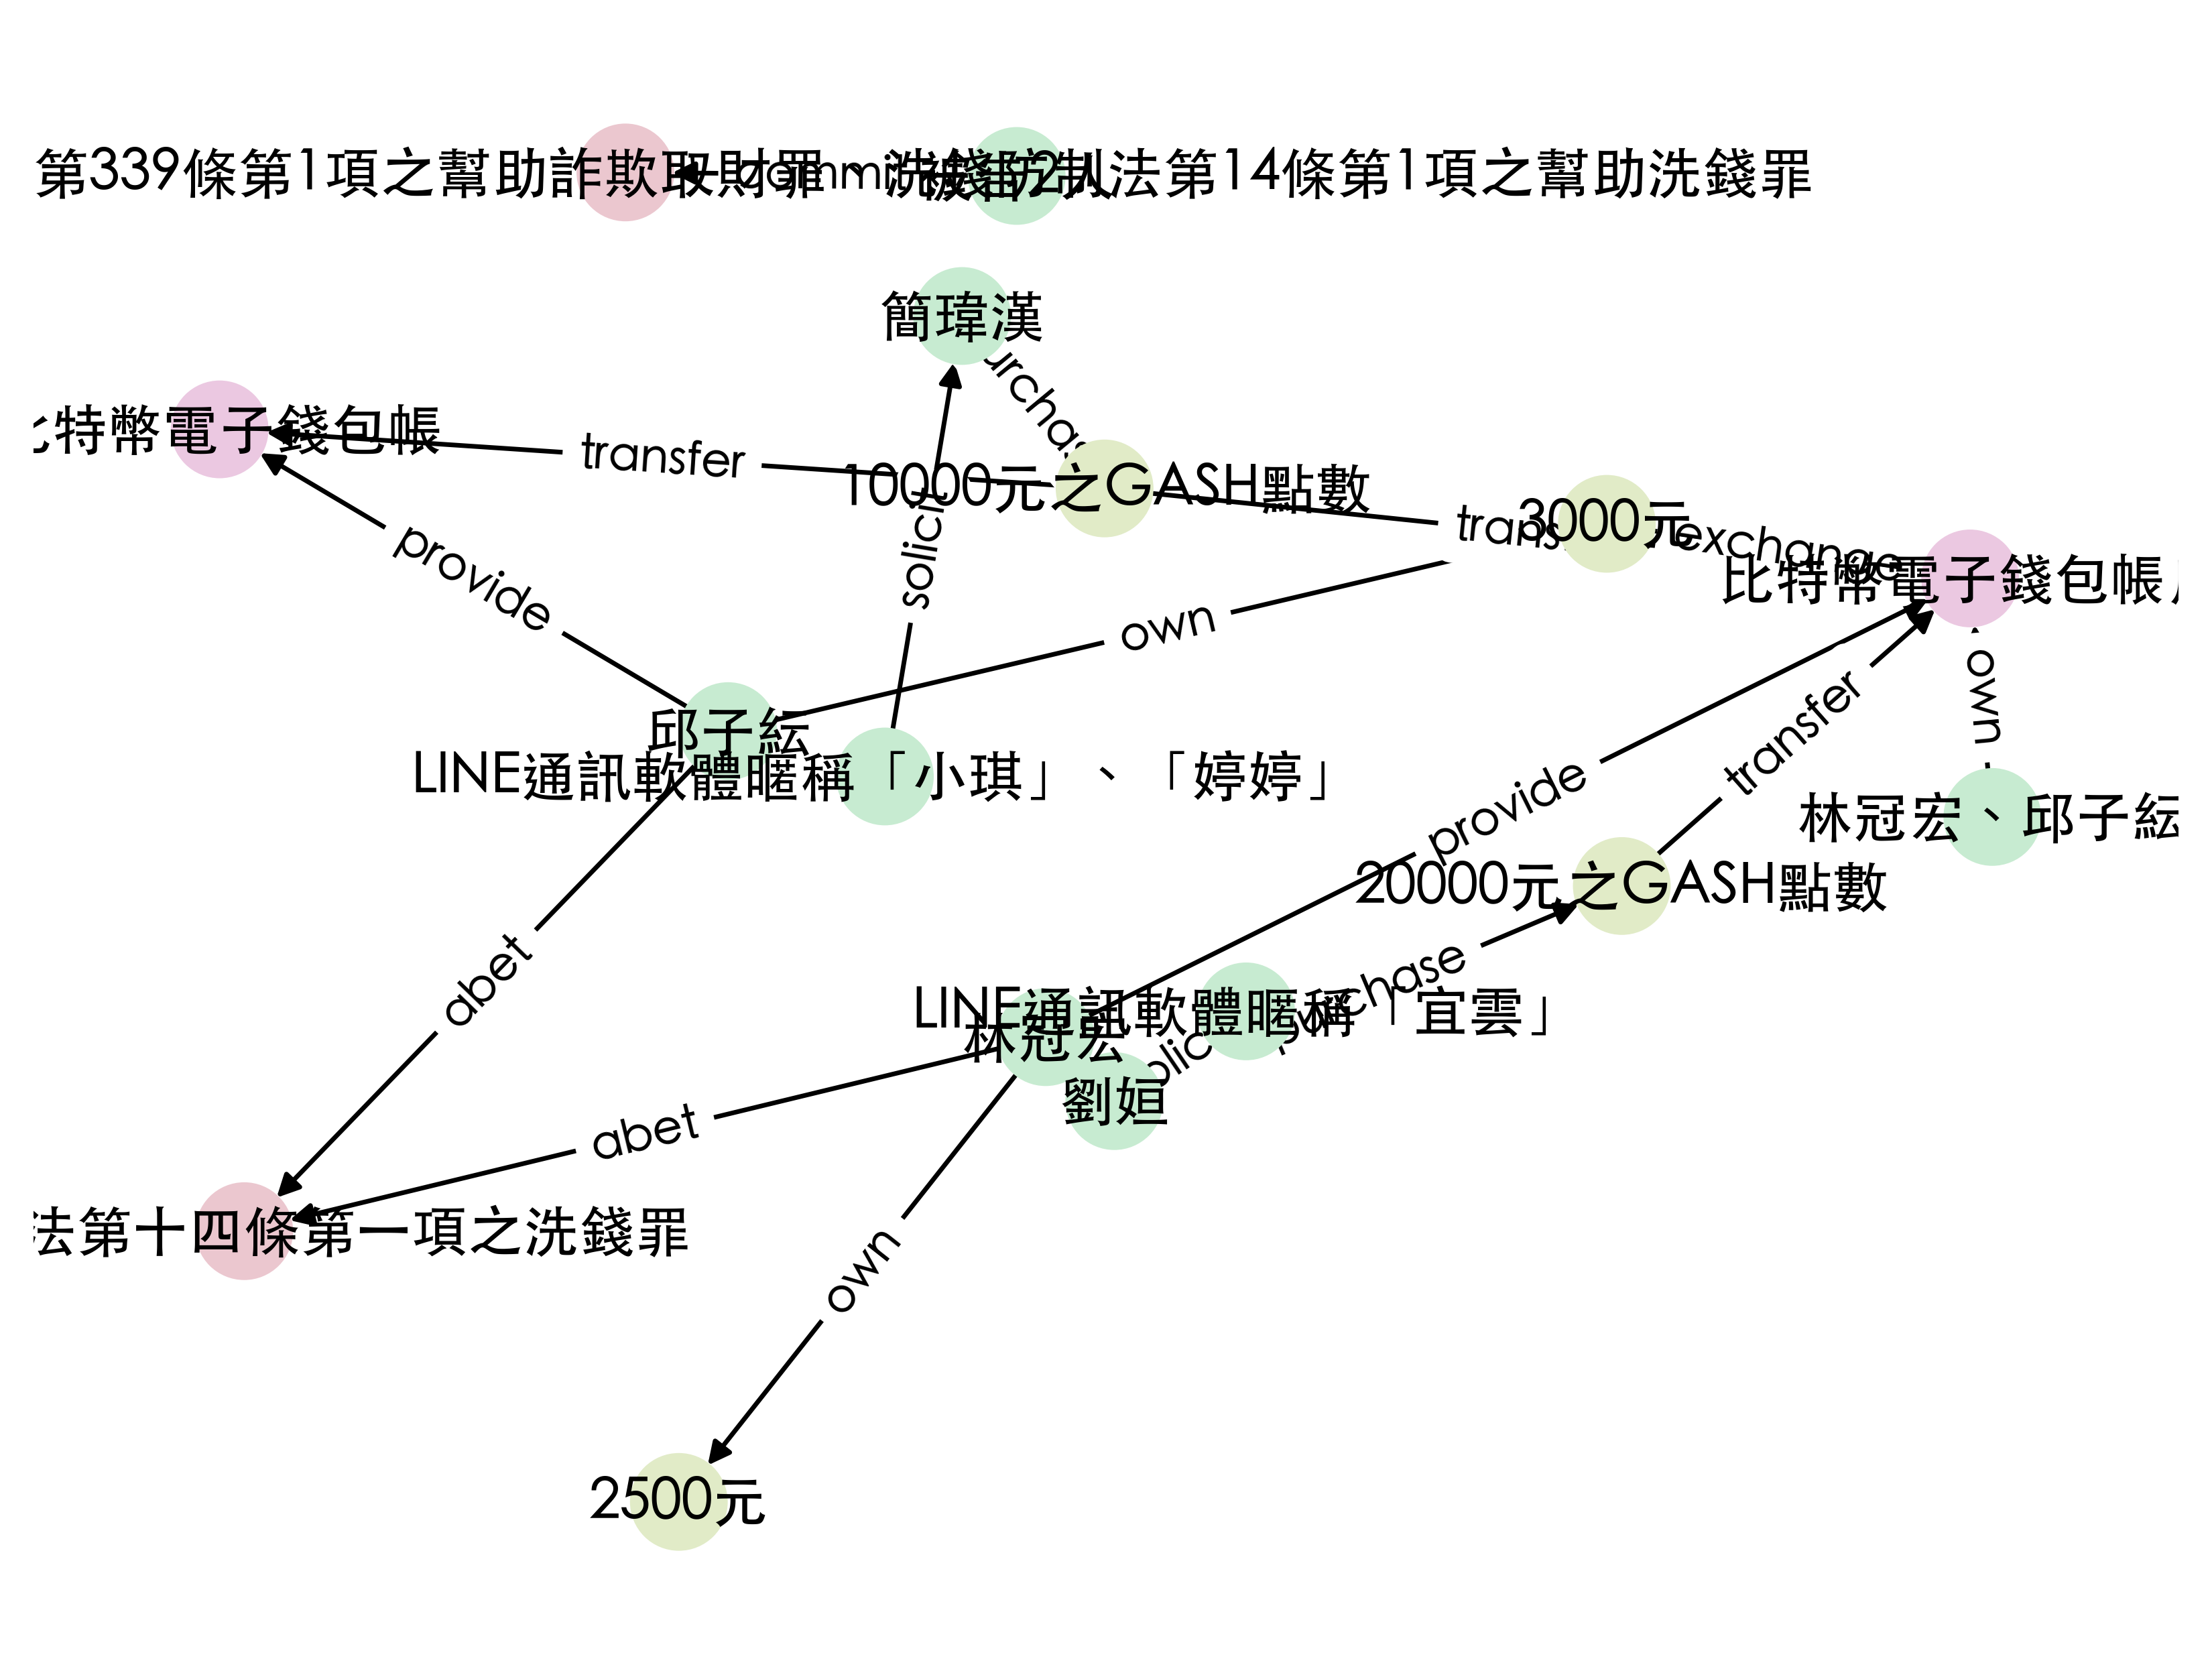 第339條第1項之幫助詐欺取財罪、洗錢防制法第14條第1項之幫助洗錢罪
被告2人
簡瑋漢
比特幣電子錢包帳
transfer
10000元之GASH點數
3000元
exchange
比特幣電子錢包帳
solicit
provide
own
own
邱子紜
LINE通訊軟體暱稱「小琪」、「婷婷」
transfer
provide
林冠宏、邱子紜
20000元之GASH點數
abet
purchase
LINE通訊軟體暱稱「宜雲」
林冠宏
劉姮
abet
法第十四條第一項之洗錢罪
own
2500元